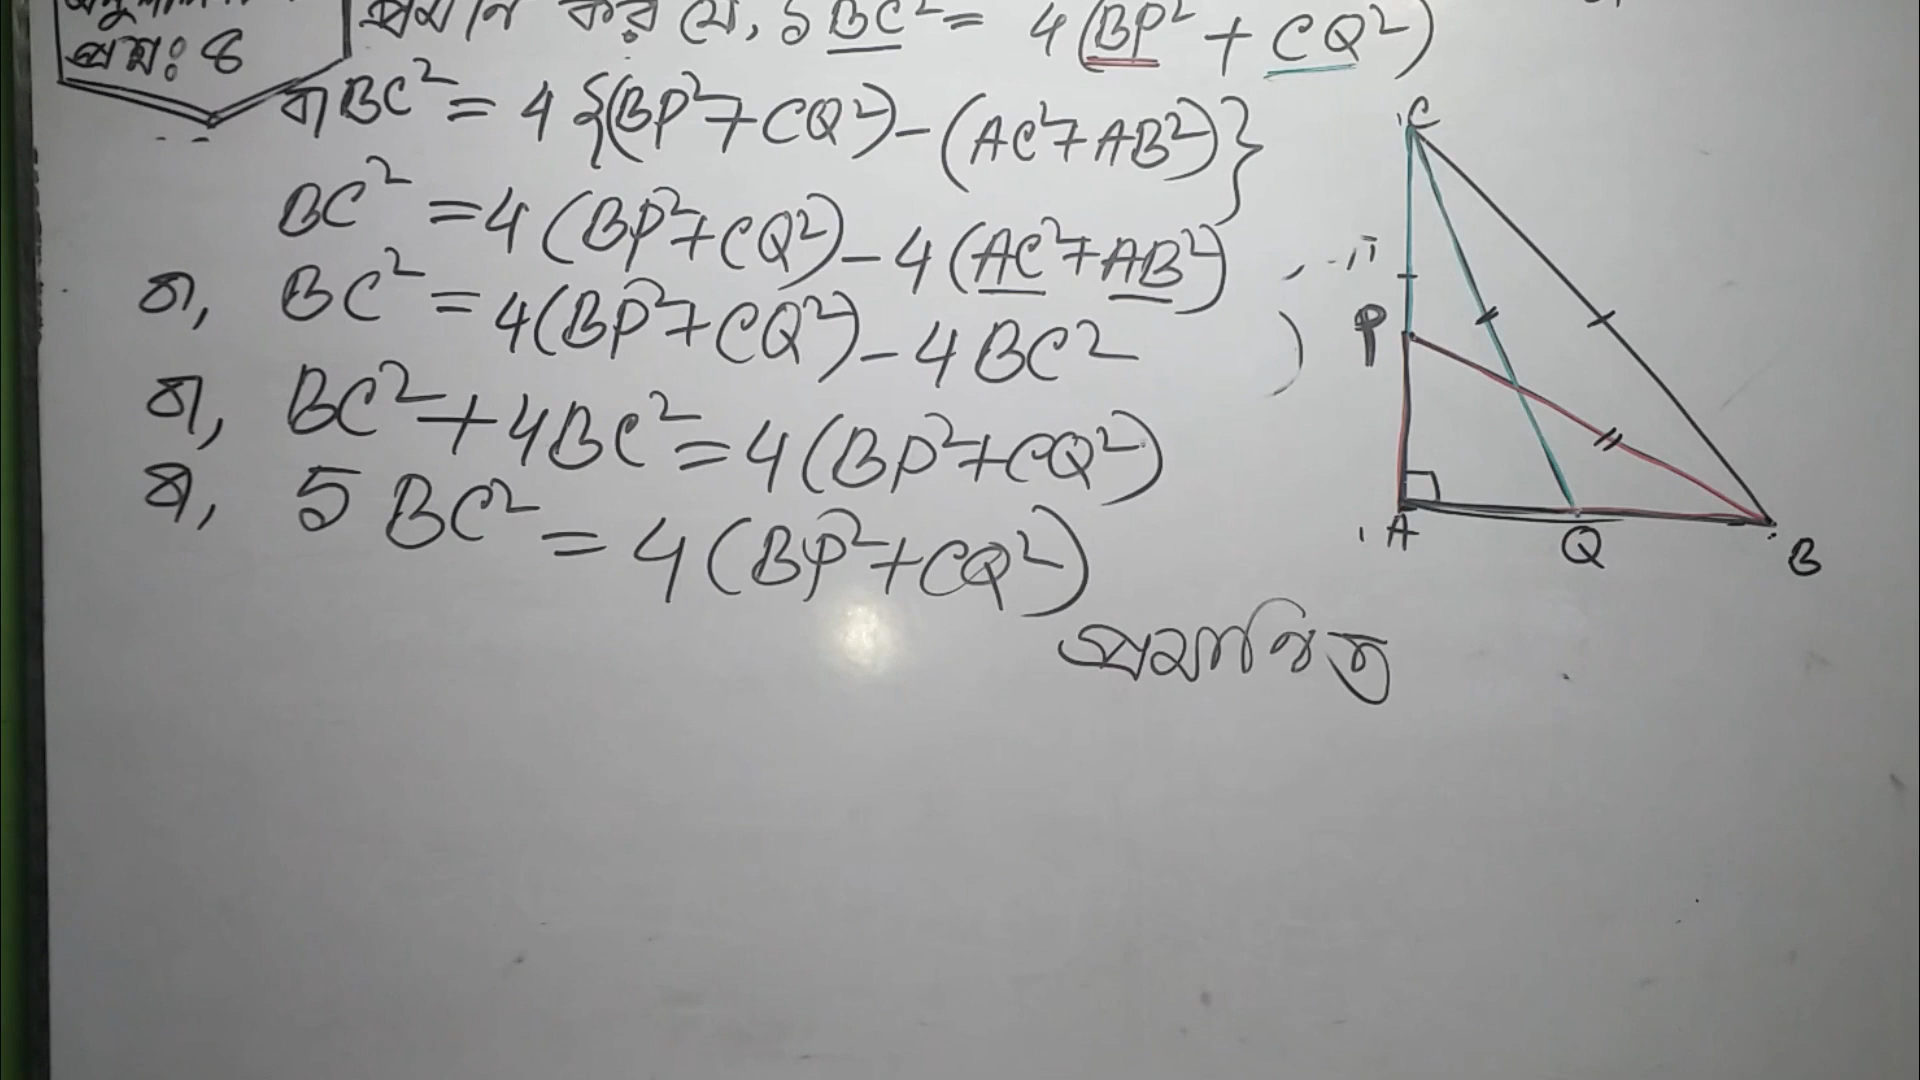 প্রশ্ন: 8
প্রমাণ কর যে, 5BC² = 4(BP² + CQ²)
বা BC² = 4{(BP²+CQ²)-(AC²+AB²)}
BC² = 4(BP²+CQ²)-4(AC²+AB²)
বা, BC² = 4(BP²+CQ²)-4BC²
বা, BC²+4BC² = 4(BP²+CQ²)
বা, 5BC² = 4(BP²+CQ²)
প্রমাণিত
C
P
A
Q
B